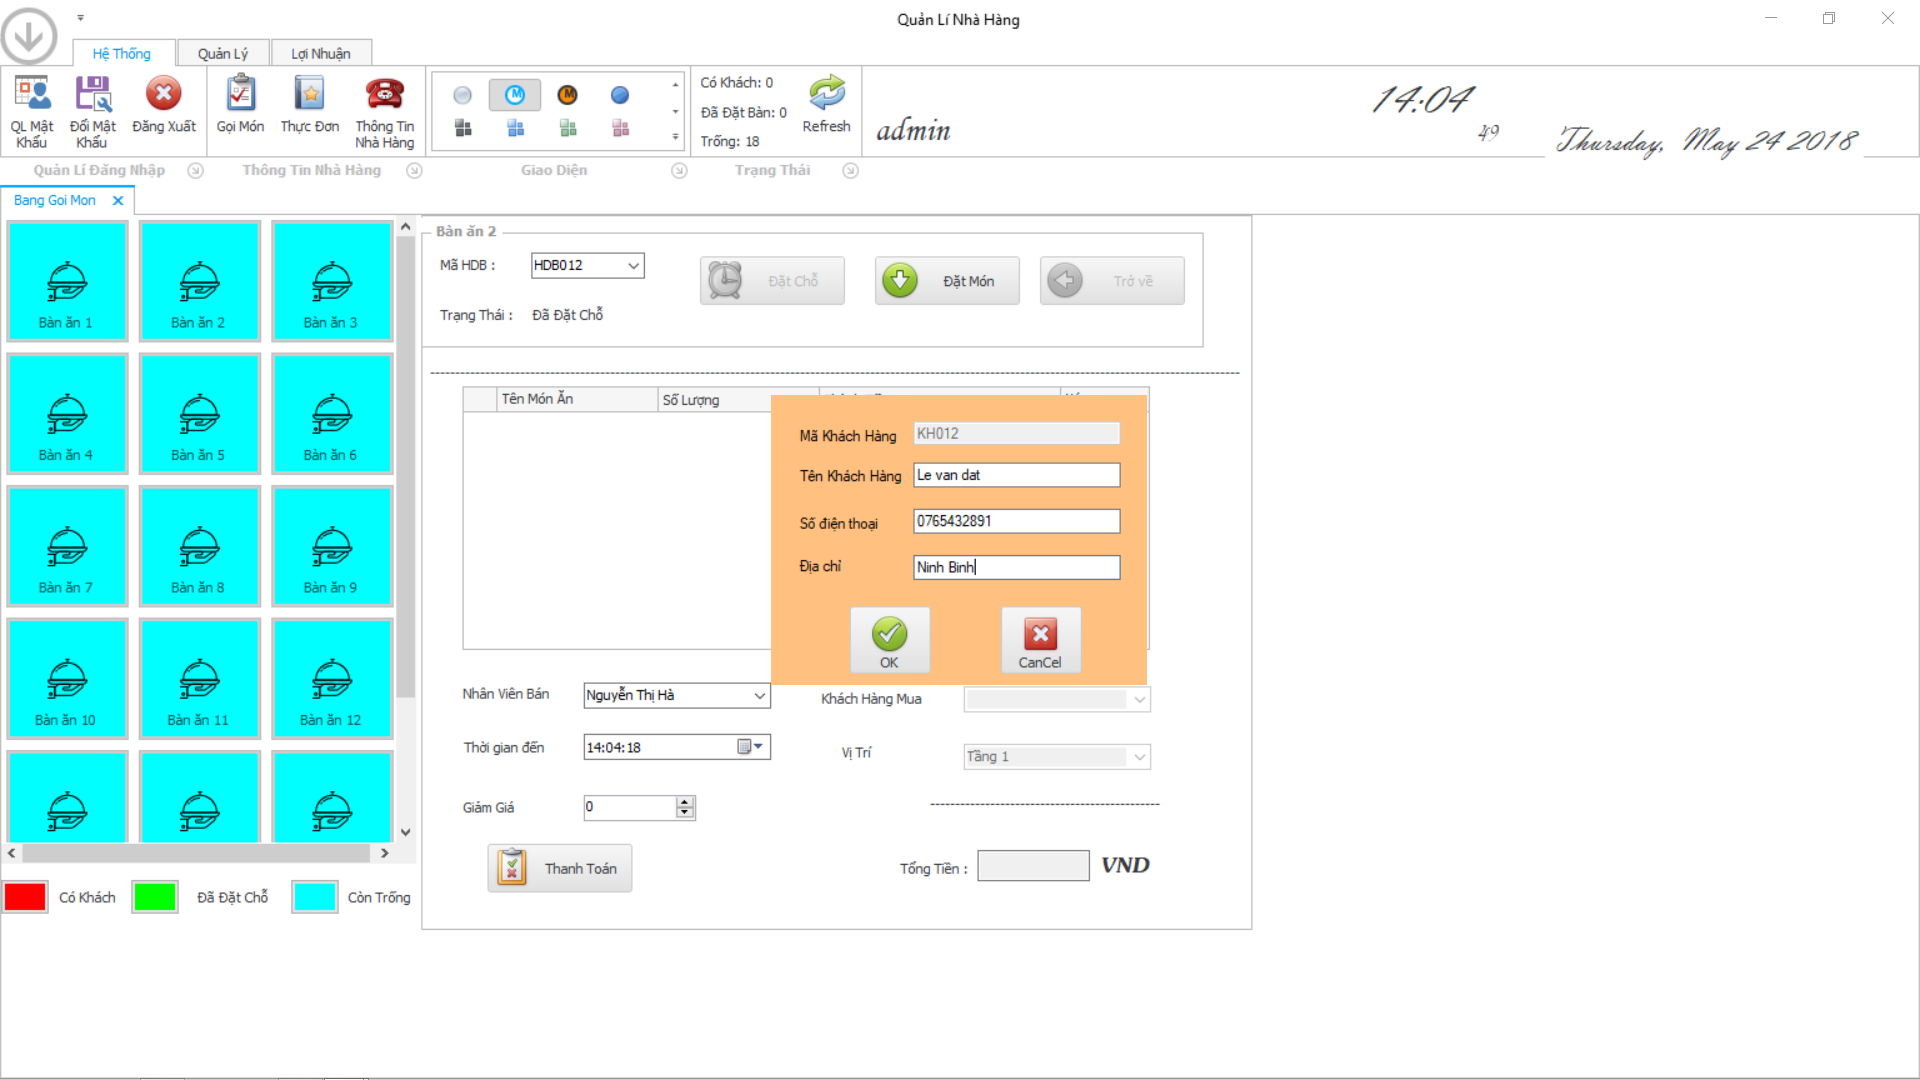 Quản Lí Nhà Hàng
Hệ Thống
Quản Lý
Lợi Nhuận
QL Mật Khẩu
Đổi Mật Khẩu
Đăng Xuất
Gọi Món
Thực Đơn
Thông Tin Nhà Hàng
Có Khách: 0
Đã Đặt Bàn: 0
Trống: 18
Refresh
admin
14:04
49
Thursday, May 24 2018
Quản Lí Đăng Nhập
Thông Tin Nhà Hàng
Giao Diện
Trạng Thái
Bang Goi Mon
Bàn ăn 1
Bàn ăn 2
Bàn ăn 3
Bàn ăn 4
Bàn ăn 5
Bàn ăn 6
Bàn ăn 7
Bàn ăn 8
Bàn ăn 9
Bàn ăn 10
Bàn ăn 11
Bàn ăn 12
Có Khách
Đã Đặt Chỗ
Còn Trống
Bàn ăn 2
Mã HDB :
HDB012
Đặt Chỗ
Đặt Món
Trở về
Trạng Thái :
Đã Đặt Chỗ
Tên Món Ăn
Số Lượng
Mã Khách Hàng
KH012
Tên Khách Hàng
Le van dat
Số điện thoại
0765432891
Địa chỉ
Ninh Binh
OK
CanCel
Nhân Viên Bán
Nguyễn Thị Hà
Khách Hàng Mua
Thời gian đến
14:04:18
Vị Trí
Tầng 1
Giảm Giá
0
Thanh Toán
Tổng Tiền :
VND